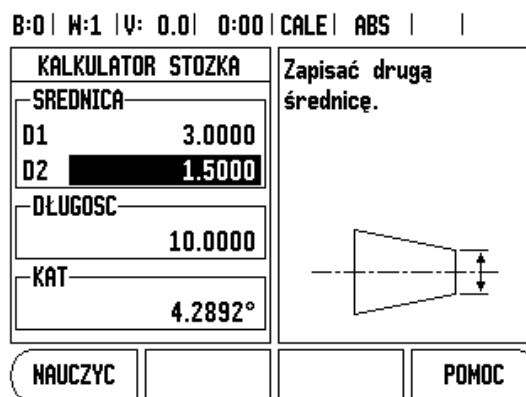 B:0 | W:1 | V: 0.0 | 0:00 | CALE | ABS | |
KALKULATOR STOZKA
SREDNICA
D1 3.0000
D2 1.5000
DŁUGOSC
10.0000
KAT
4.2892°
Zapisać drugą
średnicę.
NAUCZYC
POMOC